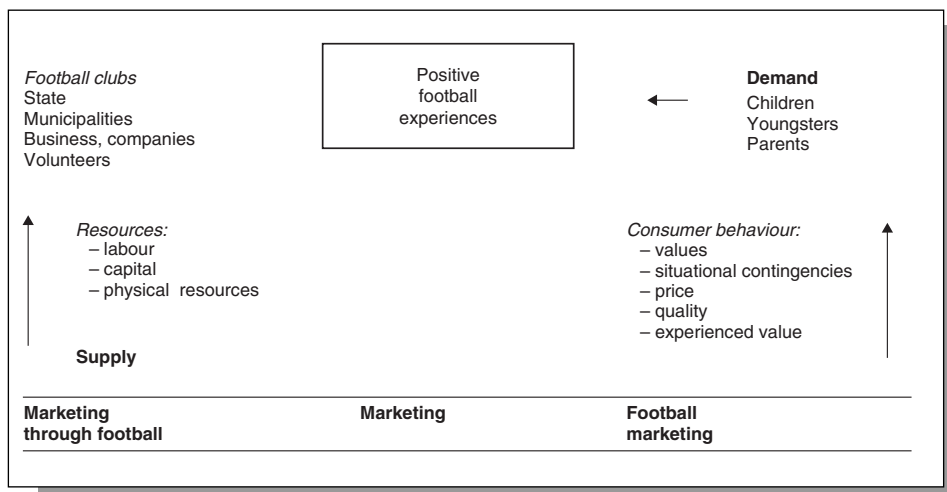 Football clubs
State
Municipalities
Business, companies
Volunteers
Positive
football
experiences
Demand
Children
Youngsters
Parents
Resources:
– labour
– capital
– physical resources
Supply
Consumer behaviour:
– values
– situational contingencies
– price
– quality
– experienced value
Marketing
through football
Marketing
Football
marketing